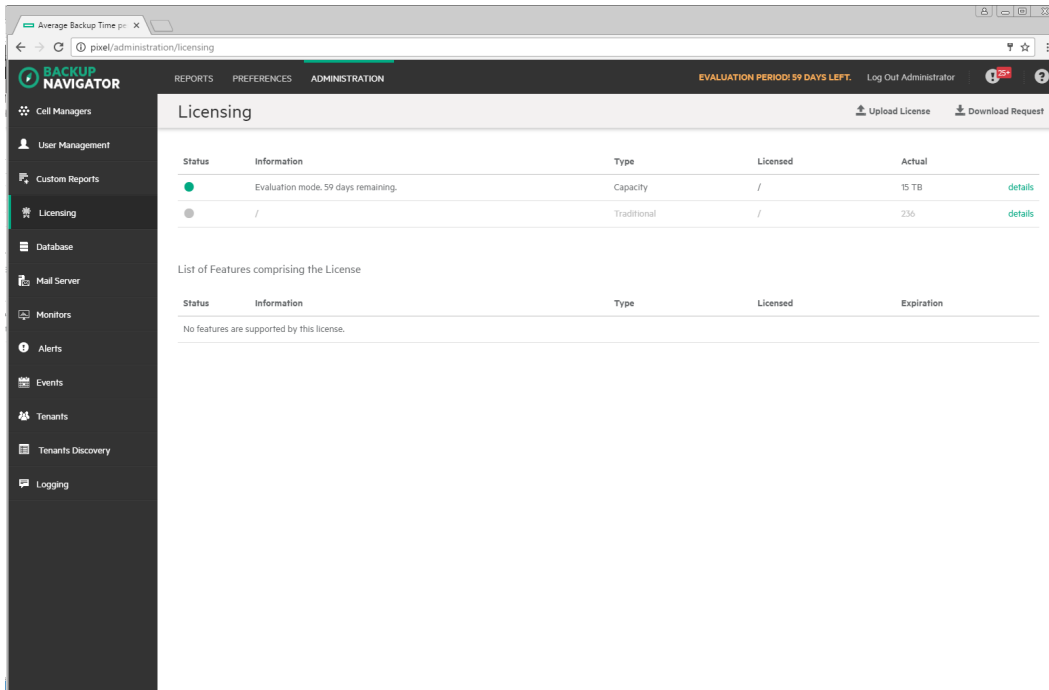 Average Backup Time pe
pixel/administration/licensing
BACKUP NAVIGATOR
REPORTS PREFERENCES ADMINISTRATION EVALUATION PERIOD! 59 DAYS LEFT. Log Out Administrator 25+
Cell Managers
User Management
Custom Reports
Licensing
Database
Mail Server
Monitors
Alerts
Events
Tenants
Tenants Discovery
Logging
Licensing Upload License Download Request
Status Information Type Licensed Actual
Evaluation mode. 59 days remaining. Capacity / 15 TB details
/ Traditional / 236 details
List of Features comprising the License
Status Information Type Licensed Expiration
No features are supported by this license.